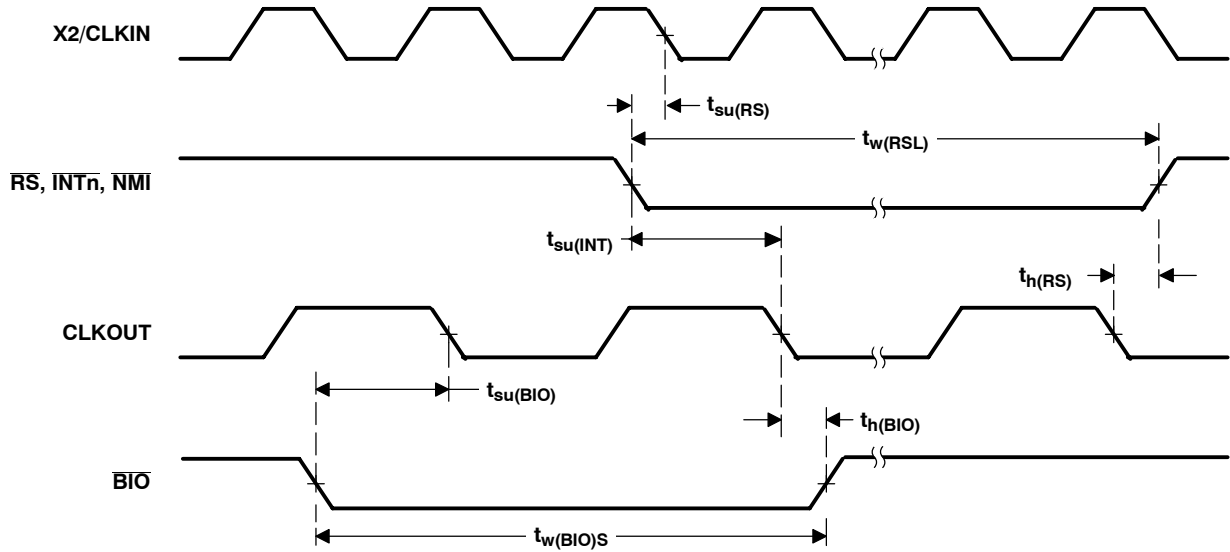 X2/CLKIN
tsu(RS)
tw(RSL)
RS, INTn, NMI
tsu(INT)
th(RS)
CLKOUT
tsu(BIO)
th(BIO)
BIO
tw(BIO)S